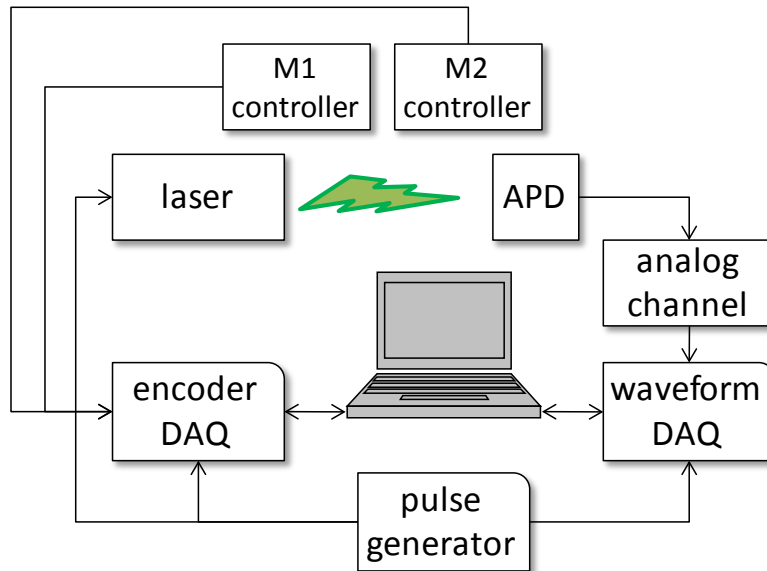 M1
controller
M2
controller
laser
APD
analog
channel
encoder
DAQ
waveform
DAQ
pulse
generator